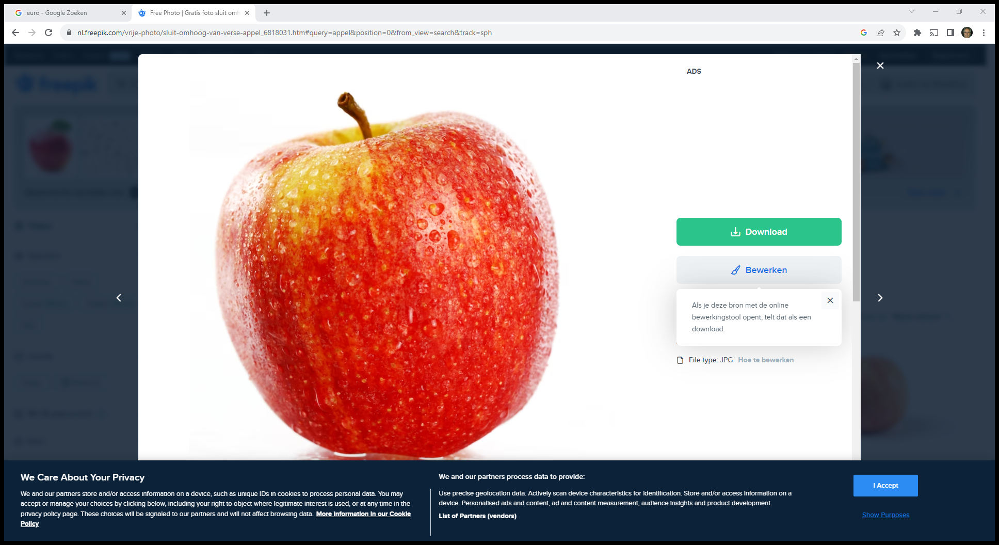 euro - Google Zoeken
Free Photo | Gratis foto sluit omh
nl.freepik.com/vrije-photo/sluit-omhoog-van-verse-appel_6818031.htm#query=appel&position=0&from_view=search&track=sph
freepik
ADS
Download
Bewerken
Als je deze bron met de online
bewerkingstool opent, telt dat als een
download.
File type: JPG Hoe te bewerken
We Care About Your Privacy
We and our partners store and/or access information on a device, such as unique IDs in cookies to process personal data. You may
accept or manage your choices by clicking below, including your right to object where legitimate interest is used, or at any time in the
privacy policy page. These choices will be signaled to our partners and will not affect browsing data. More information in our Cookie
Policy
We and our partners process data to provide:
Use precise geolocation data. Actively scan device characteristics for identification. Store and/or access information on a
device. Personalised ads and content, ad and content measurement, audience insights and product development.
List of Partners (vendors)
I Accept
Show Purposes